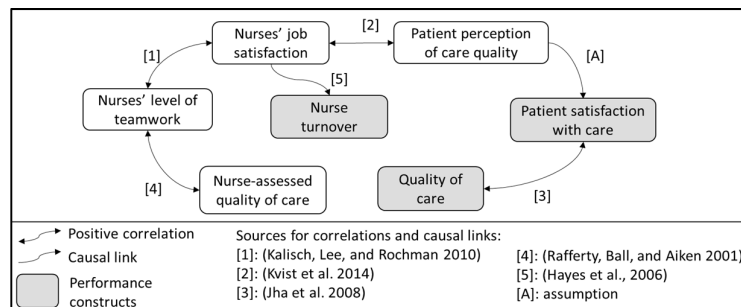 Nurses' job
satisfaction
[2]
Patient perception
of care quality
[1]
[A]
[5]
Nurses' level of
teamwork
Nurse
turnover
Patient satisfaction
with care
[4]
Nurse-assessed
quality of care
Quality of
care
[3]
Positive correlation
Causal link
Performance
constructs
Sources for correlations and causal links:
[1]: (Kalisch, Lee, and Rochman 2010)
[2]: (Kvist et al. 2014)
[3]: (Jha et al. 2008)
[4]: (Rafferty, Ball, and Aiken 2001)
[5]: (Hayes et al., 2006)
[A]: assumption